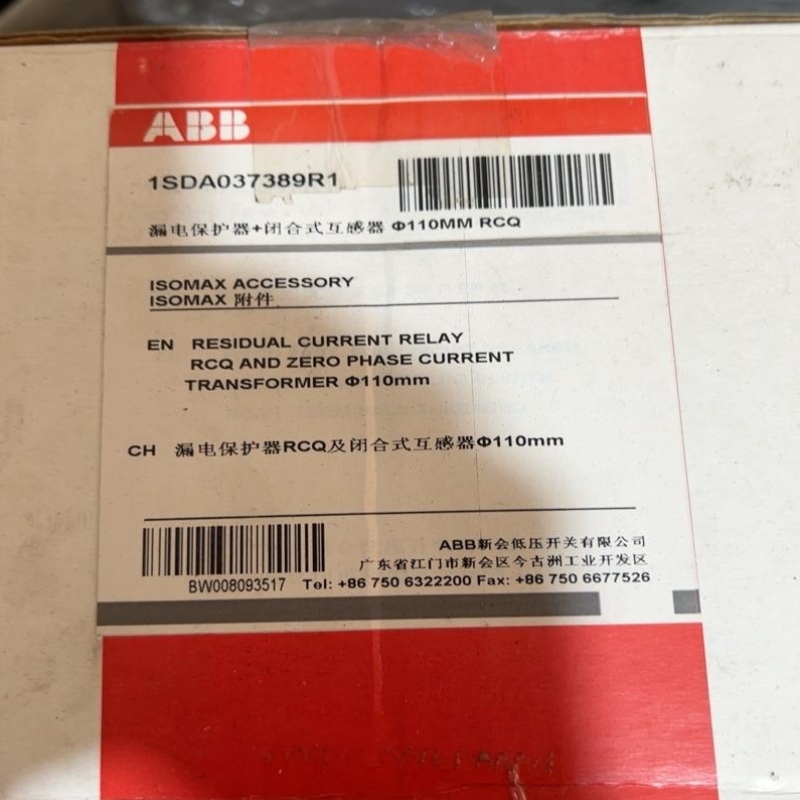 ABB
1SDA037389R1
漏电保护器+闭合式互感器 Φ110MM RCQ
ISOMAX ACCESSORY
ISOMAX 附件
EN RESIDUAL CURRENT RELAY
RCQ AND ZERO PHASE CURRENT
TRANSFORMER Φ110mm
CH 漏电保护器RCQ及闭合式互感器Φ110mm
ABB新会低压开关有限公司
广东省江门市新会区今古洲工业开发区
BW008093517 Tel: +86 750 6322200 Fax: +86 750 6677526